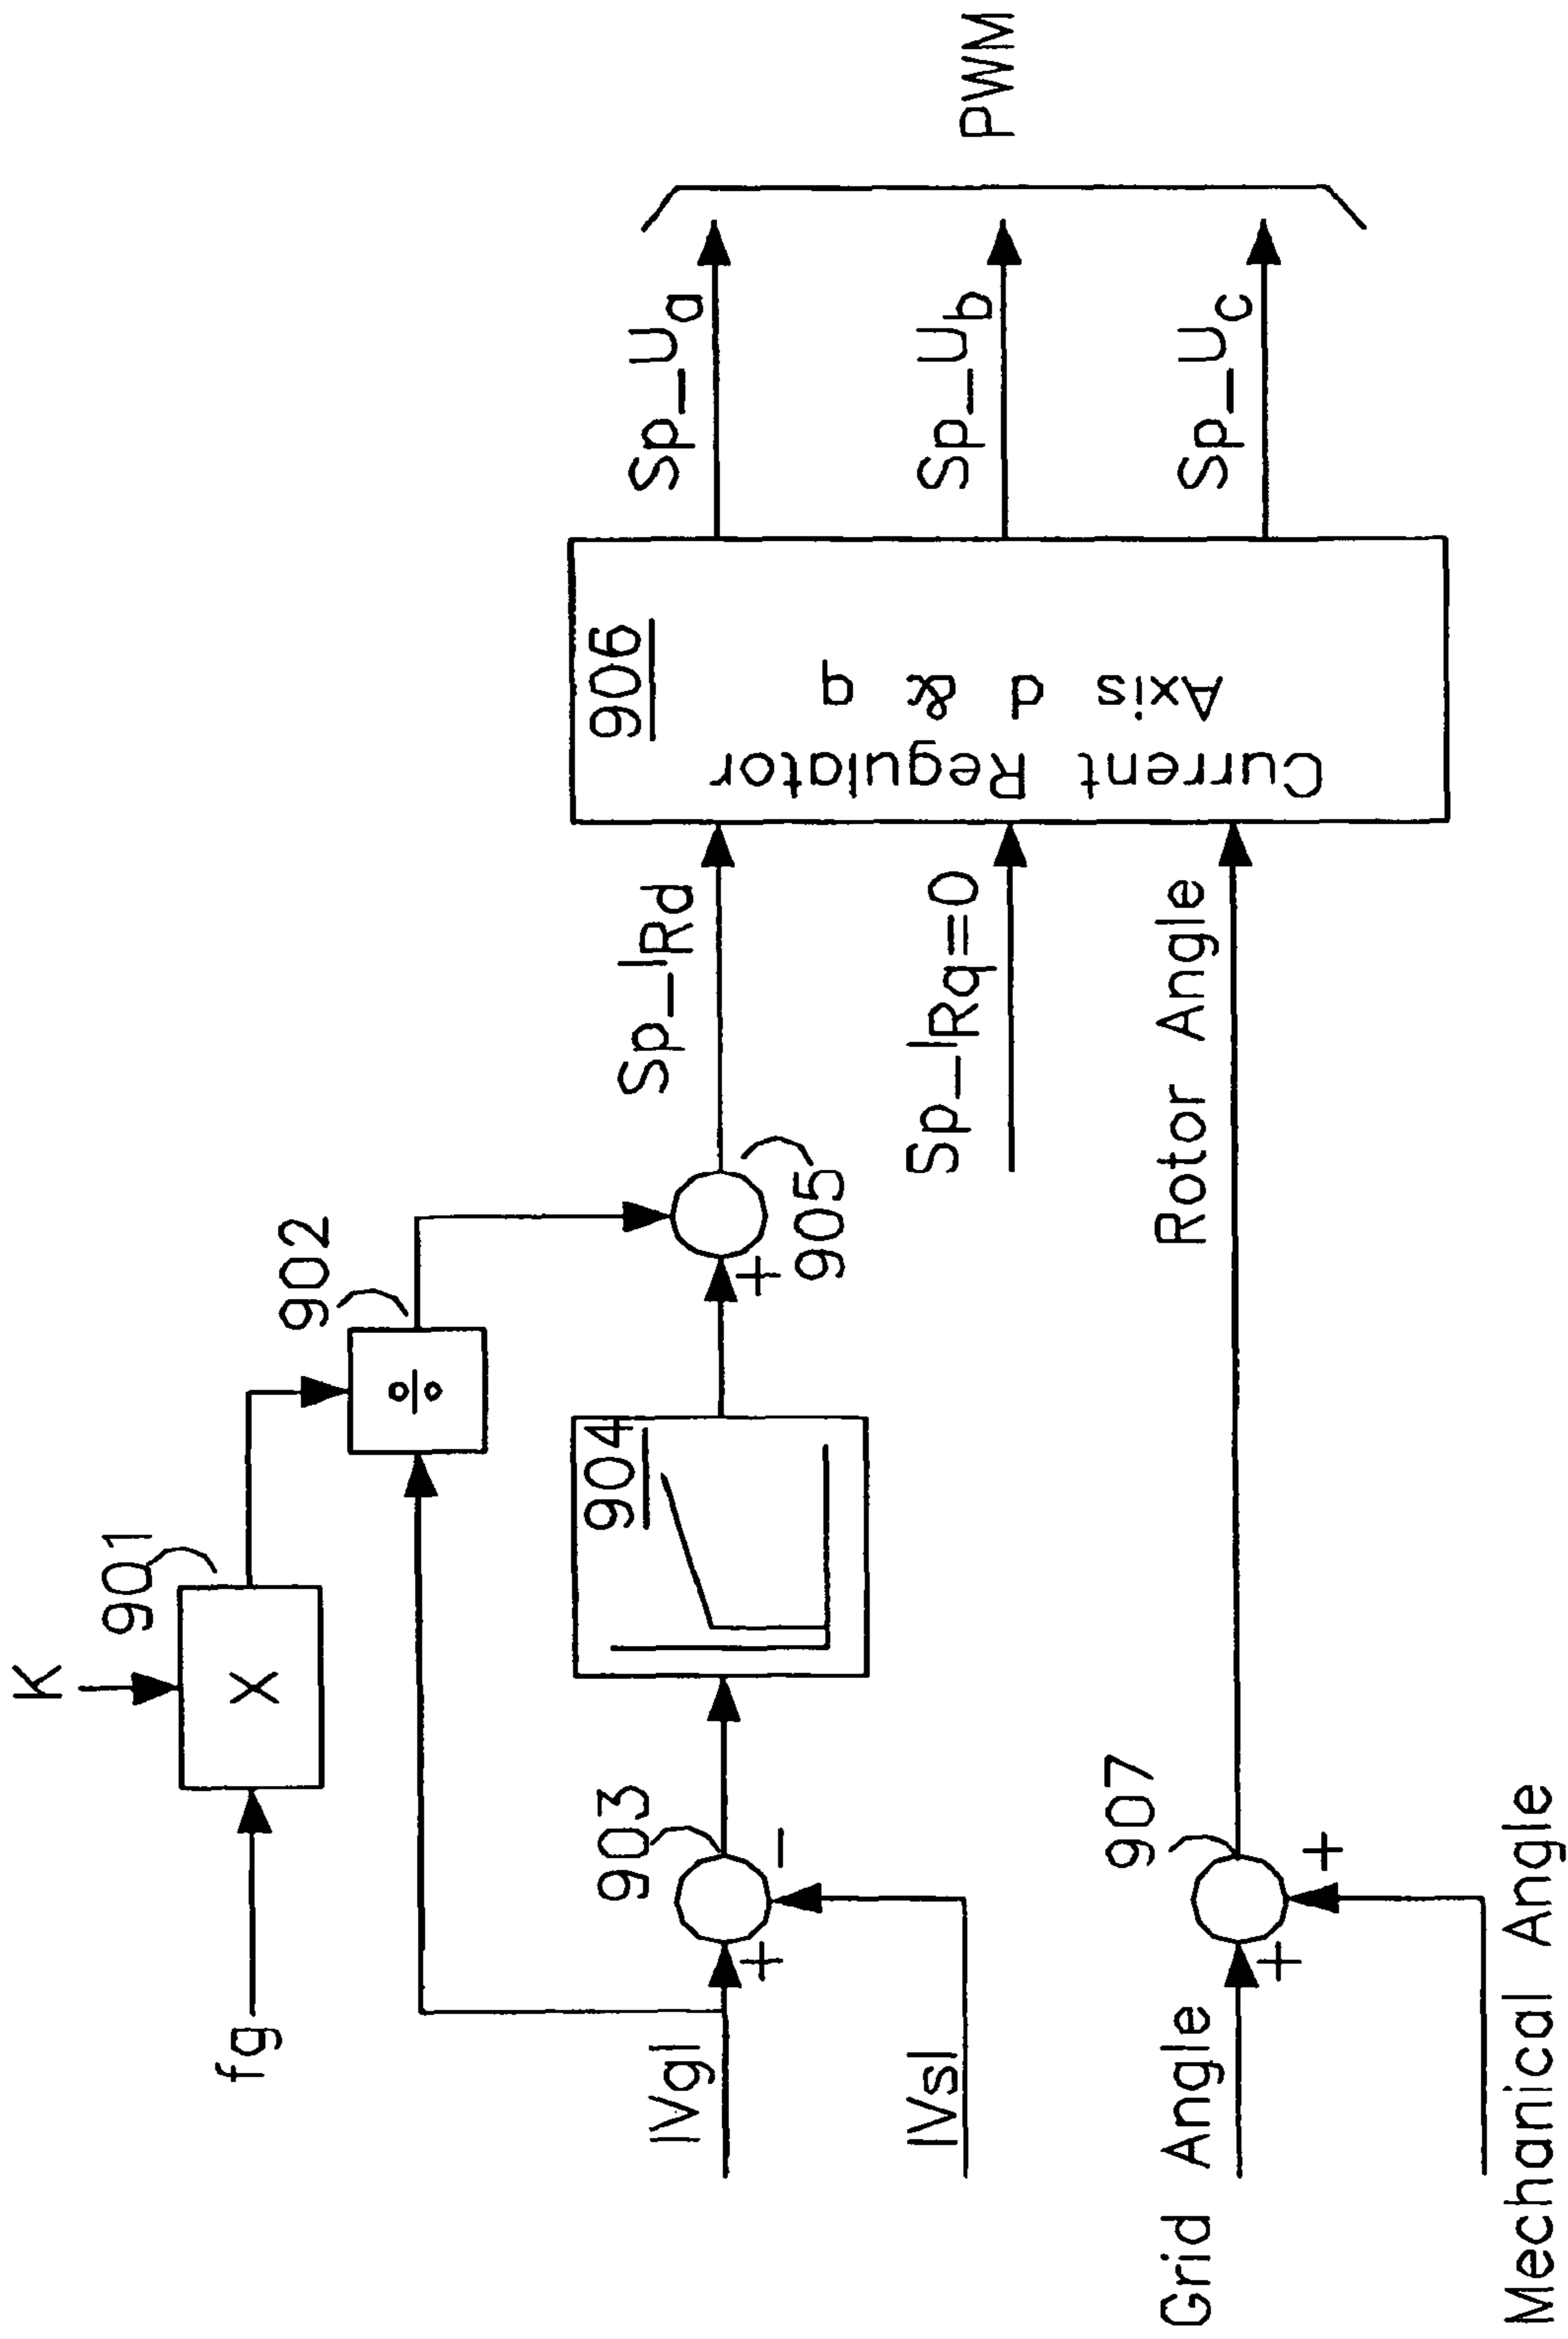 K
901
X
fg
902
÷
|Vg|
+
903
−
|Vs|
904
+
905
Sp_IRd
Sp_IRq=0
906
Current Regulator
Axis d & q
Sp_Ua
Sp_Ub
Sp_Uc
PWM
Grid Angle
+
907
+
Mechanical Angle
Rotor Angle